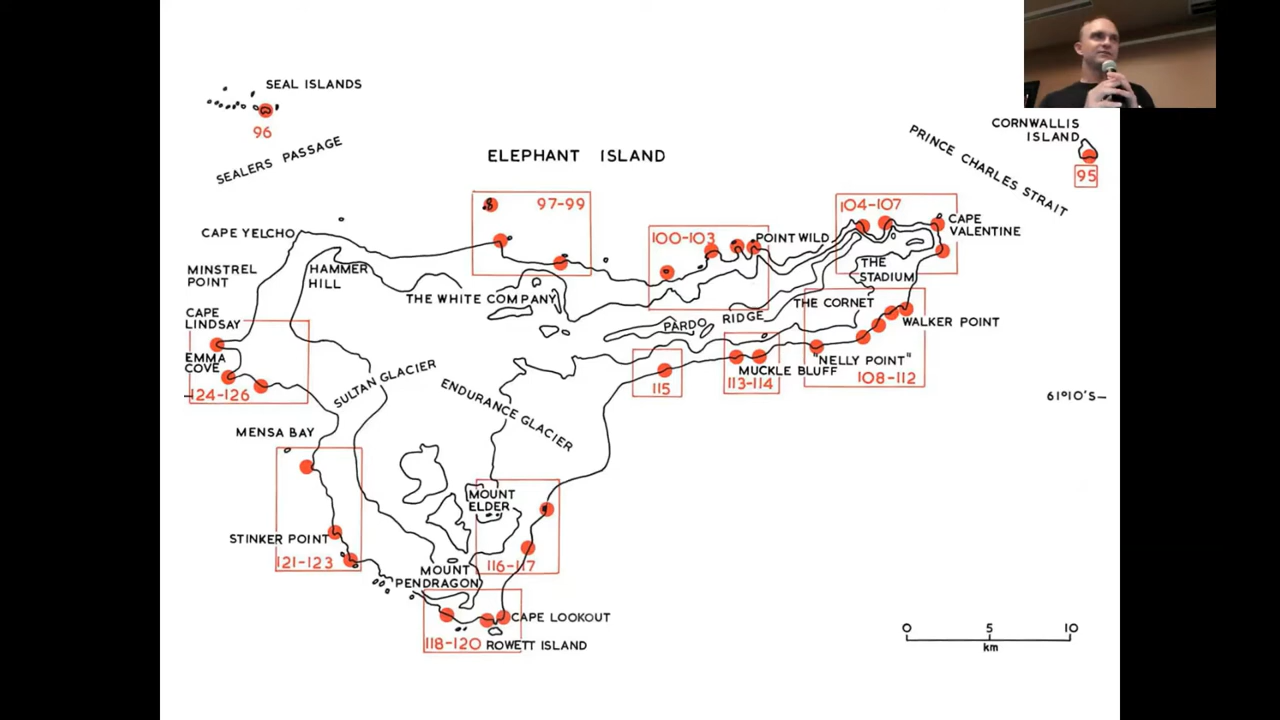 SEAL ISLANDS
96
SEALERS PASSAGE
ELEPHANT ISLAND
CORNWALLIS
ISLAND
95
PRINCE CHARLES STRAIT
97-99
104-107
CAPE
VALENTINE
CAPE YELCHO
100-103
POINT WILD
MINSTREL
POINT
HAMMER
HILL
THE
STADIUM
THE WHITE COMPANY
THE CORNET
CAPE
LINDSAY
PARDO
RIDGE
WALKER POINT
EMMA
COVE
"NELLY POINT"
MUCKLE BLUFF
124-126
SULTAN GLACIER
ENDURANCE GLACIER
115
113-114
108-112
61°10'S
MENSA BAY
MOUNT
ELDER
STINKER POINT
121-123
116-117
MOUNT
PENDRAGON
CAPE LOOKOUT
118-120
ROWETT ISLAND
0 5 10
km